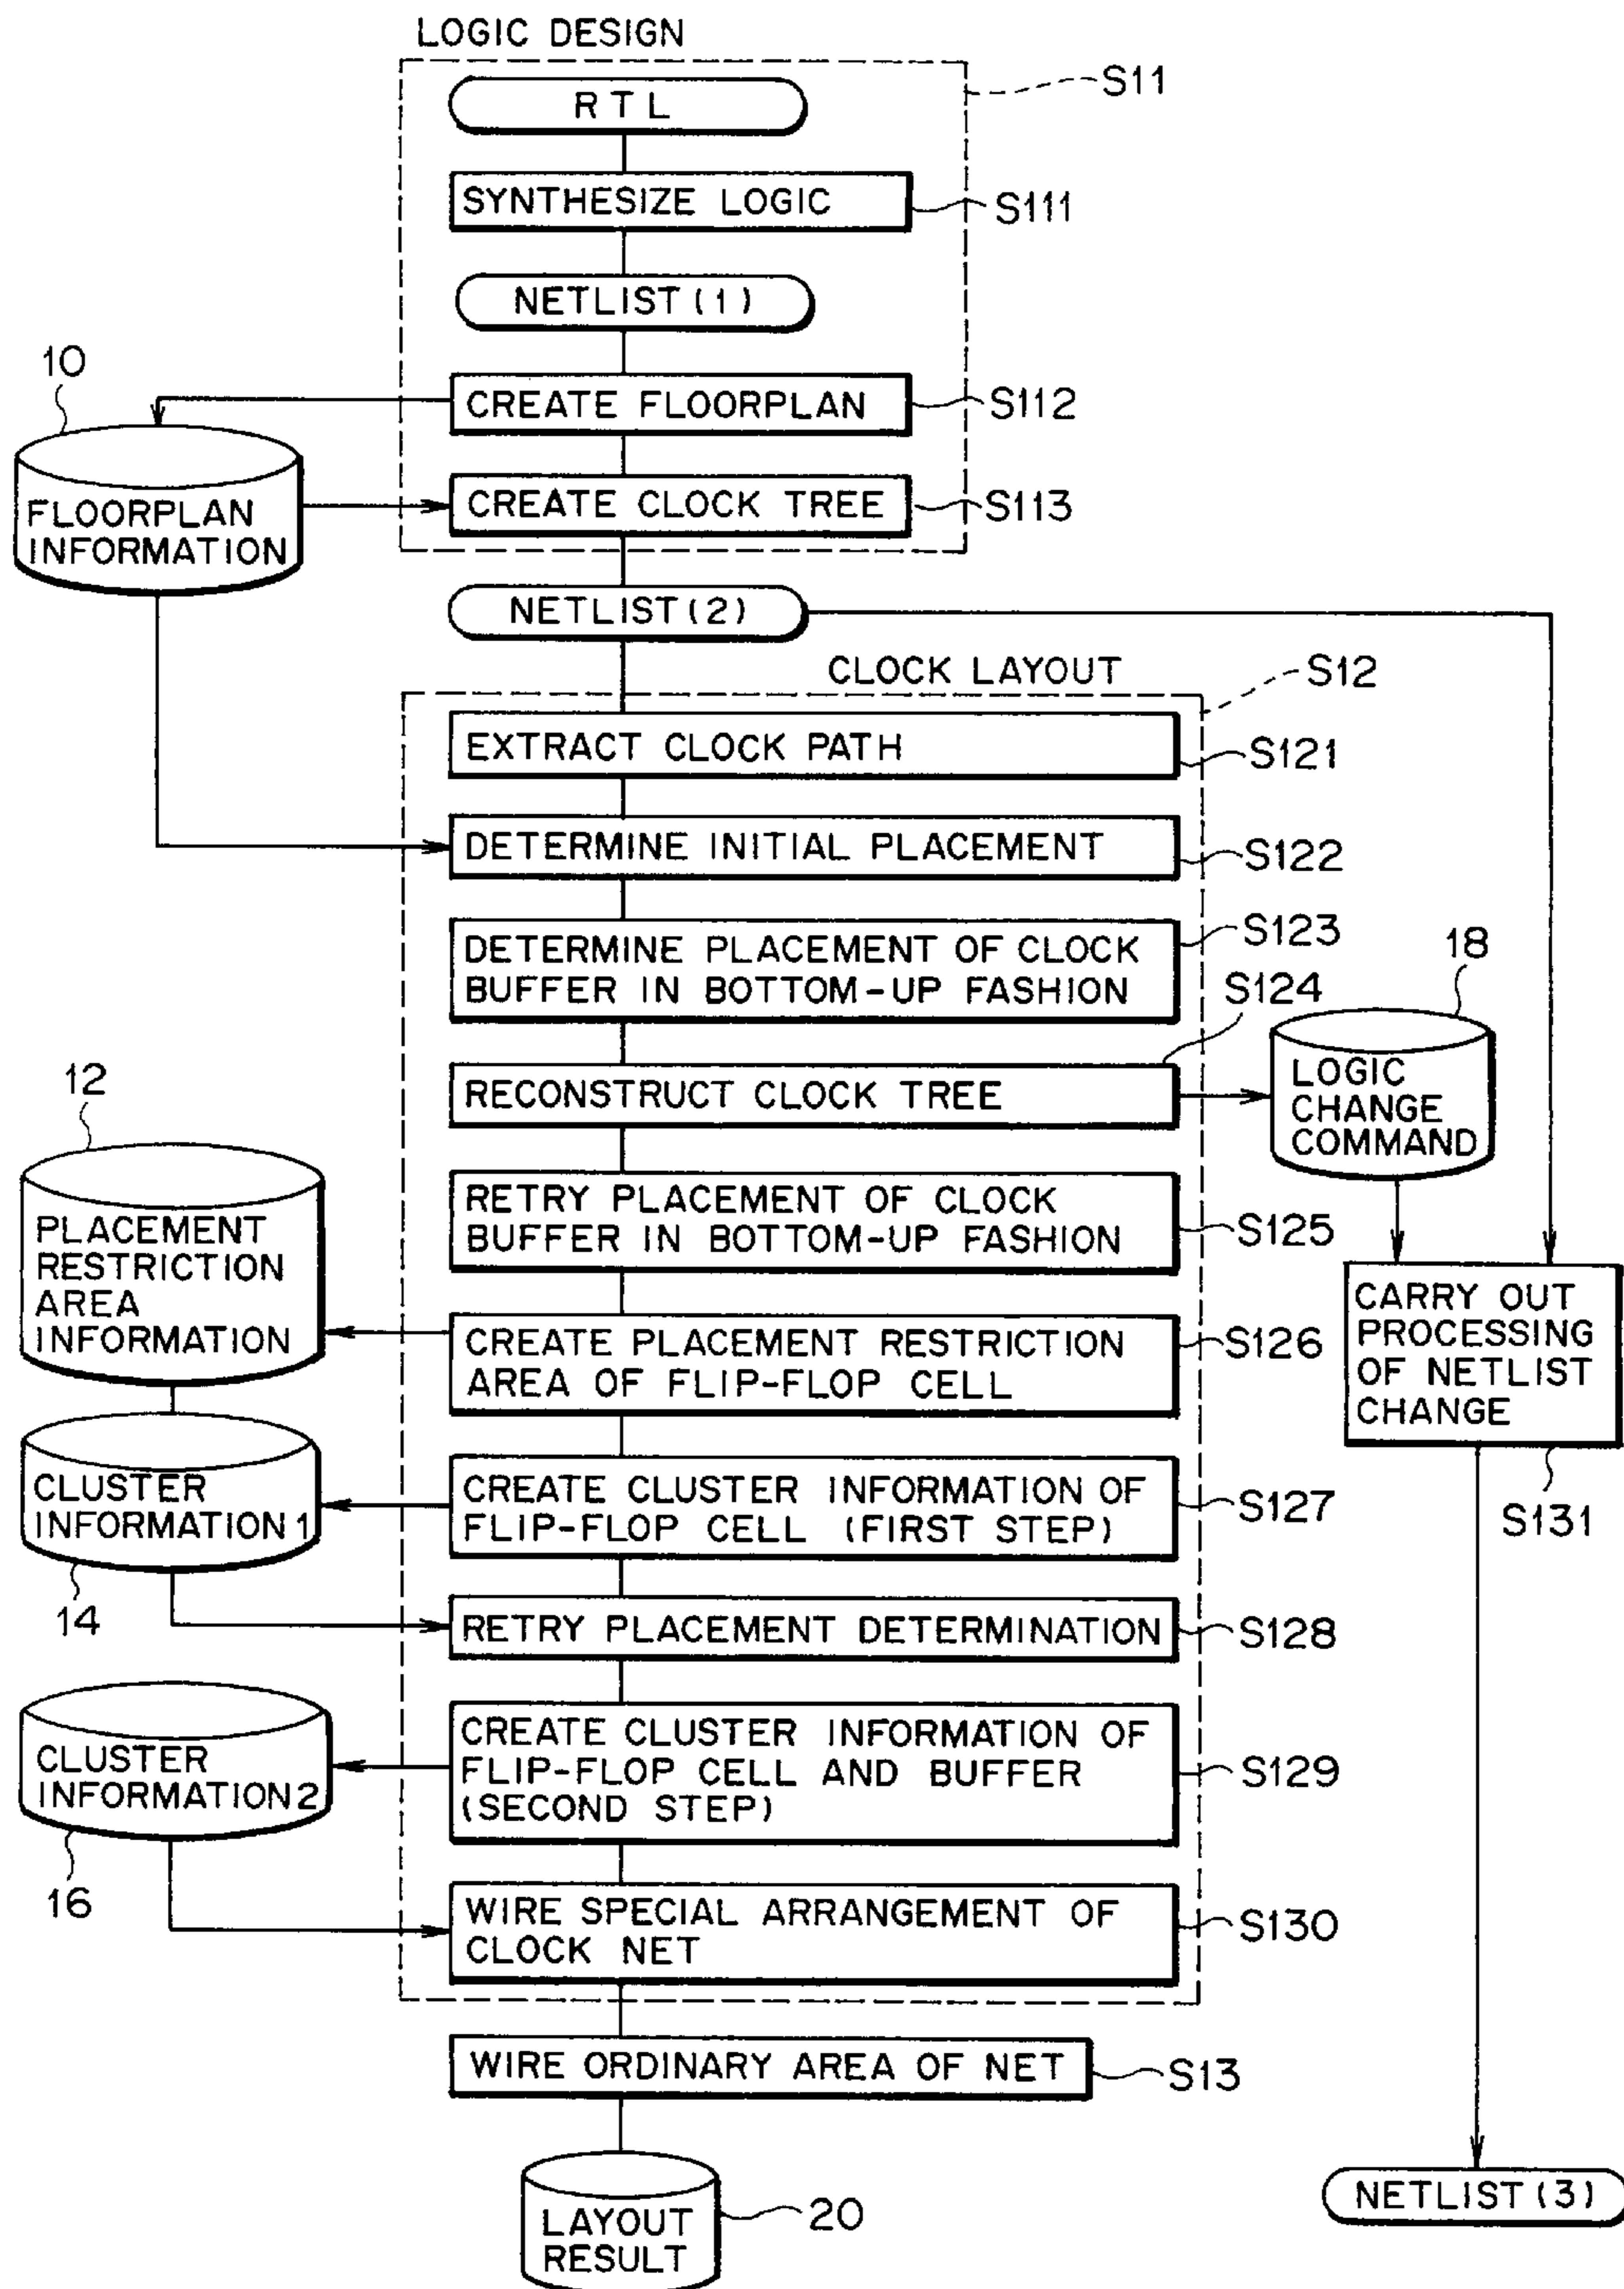 LOGIC DESIGN
S11
RTL
SYNTHESIZE LOGIC
S111
NETLIST(1)
10
CREATE FLOORPLAN
S112
FLOORPLAN
INFORMATION
CREATE CLOCK TREE
S113
NETLIST(2)
CLOCK LAYOUT
S12
EXTRACT CLOCK PATH
S121
DETERMINE INITIAL PLACEMENT
S122
DETERMINE PLACEMENT OF CLOCK
BUFFER IN BOTTOM-UP FASHION
S123
18
S124
RECONSTRUCT CLOCK TREE
LOGIC
CHANGE
COMMAND
12
RETRY PLACEMENT OF CLOCK
BUFFER IN BOTTOM-UP FASHION
S125
PLACEMENT
RESTRICTION
AREA
INFORMATION
CREATE PLACEMENT RESTRICTION
AREA OF FLIP-FLOP CELL
S126
CARRY OUT
PROCESSING
OF NETLIST
CHANGE
S131
CLUSTER
INFORMATION 1
14
CREATE CLUSTER INFORMATION OF
FLIP-FLOP CELL (FIRST STEP)
S127
RETRY PLACEMENT DETERMINATION
S128
CLUSTER
INFORMATION 2
16
CREATE CLUSTER INFORMATION OF
FLIP-FLOP CELL AND BUFFER
(SECOND STEP)
S129
WIRE SPECIAL ARRANGEMENT OF
CLOCK NET
S130
WIRE ORDINARY AREA OF NET
S13
LAYOUT
RESULT
20
NETLIST(3)